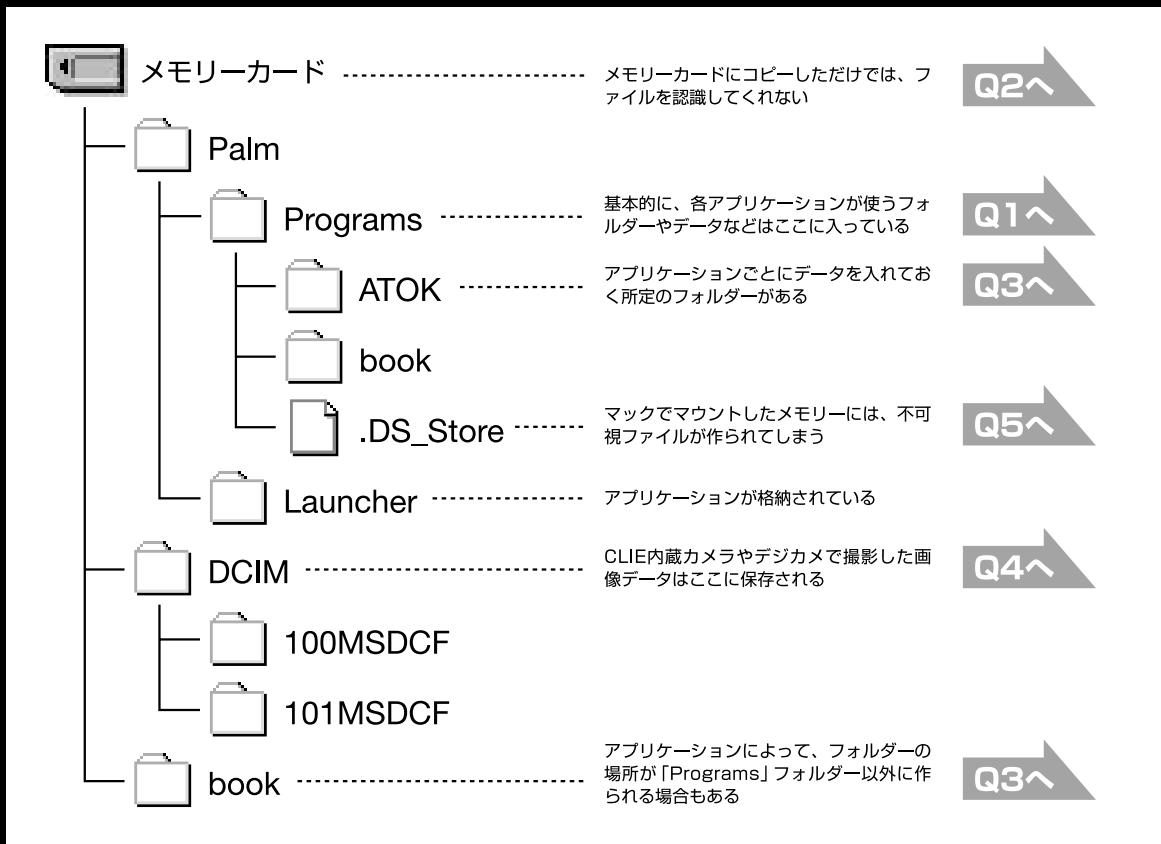 メモリーカード
メモリーカードにコピーしただけでは、フ
ァイルを認識してくれない
Q2へ
Palm
Programs
基本的に、各アプリケーションが使うフォ
ルダーやデータなどはここに入っている
Q1へ
ATOK
アプリケーションごとにデータを入れてお
く所定のフォルダーがある
Q3へ
book
.DS_Store
マックでマウントしたメモリーには、不可
視ファイルが作られてしまう
Q5へ
Launcher
アプリケーションが格納されている
DCIM
CLIE内蔵カメラやデジカメで撮影した画
像データはここに保存される
Q4へ
100MSDCF
101MSDCF
book
アプリケーションによって、フォルダーの
場所が「Programs」フォルダー以外に作
られる場合もある
Q3へ